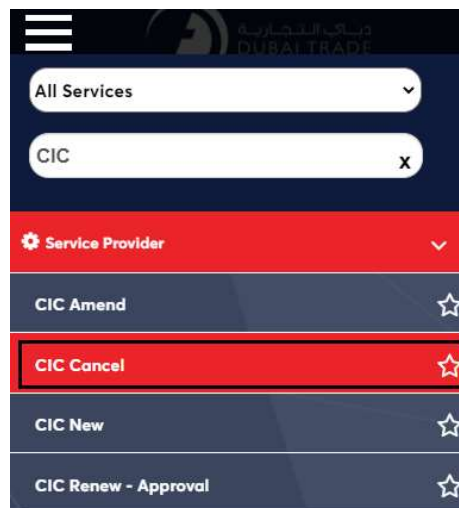 دبي التجارية
DUBAI TRADE
All Services
CIC
x
Service Provider
CIC Amend
CIC Cancel
CIC New
CIC Renew - Approval